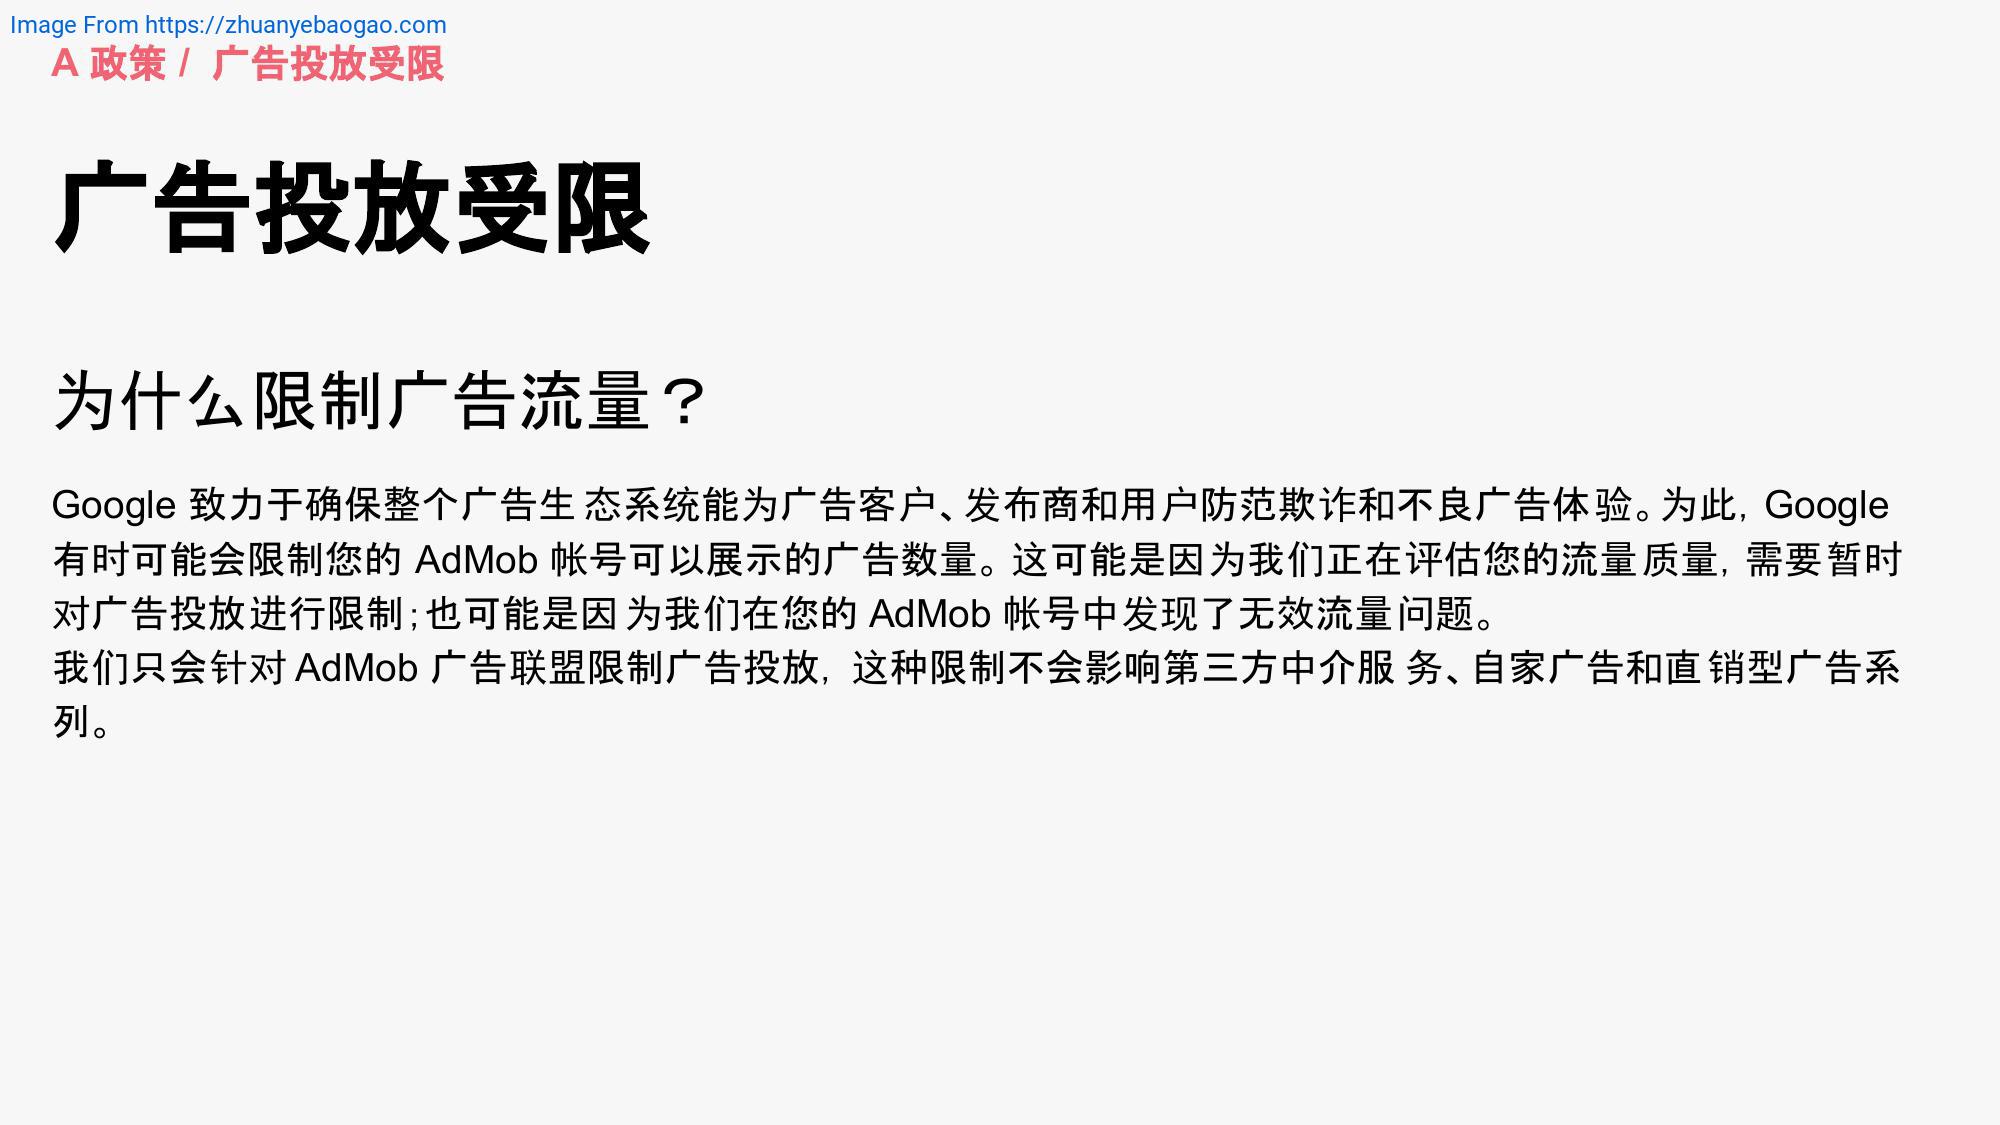 Image From https://zhuanyebaogao.com
A 政策 / 广告投放受限
广告投放受限
为什么限制广告流量？
Google 致力于确保整个广告生态系统能为广告客户、发布商和用户防范欺诈和不良广告体验。为此，Google
有时可能会限制您的 AdMob 帐号可以展示的广告数量。这可能是因为我们正在评估您的流量质量，需要暂时
对广告投放进行限制；也可能是因为我们在您的 AdMob 帐号中发现了无效流量问题。
我们只会针对 AdMob 广告联盟限制广告投放，这种限制不会影响第三方中介服务、自家广告和直销型广告系
列。